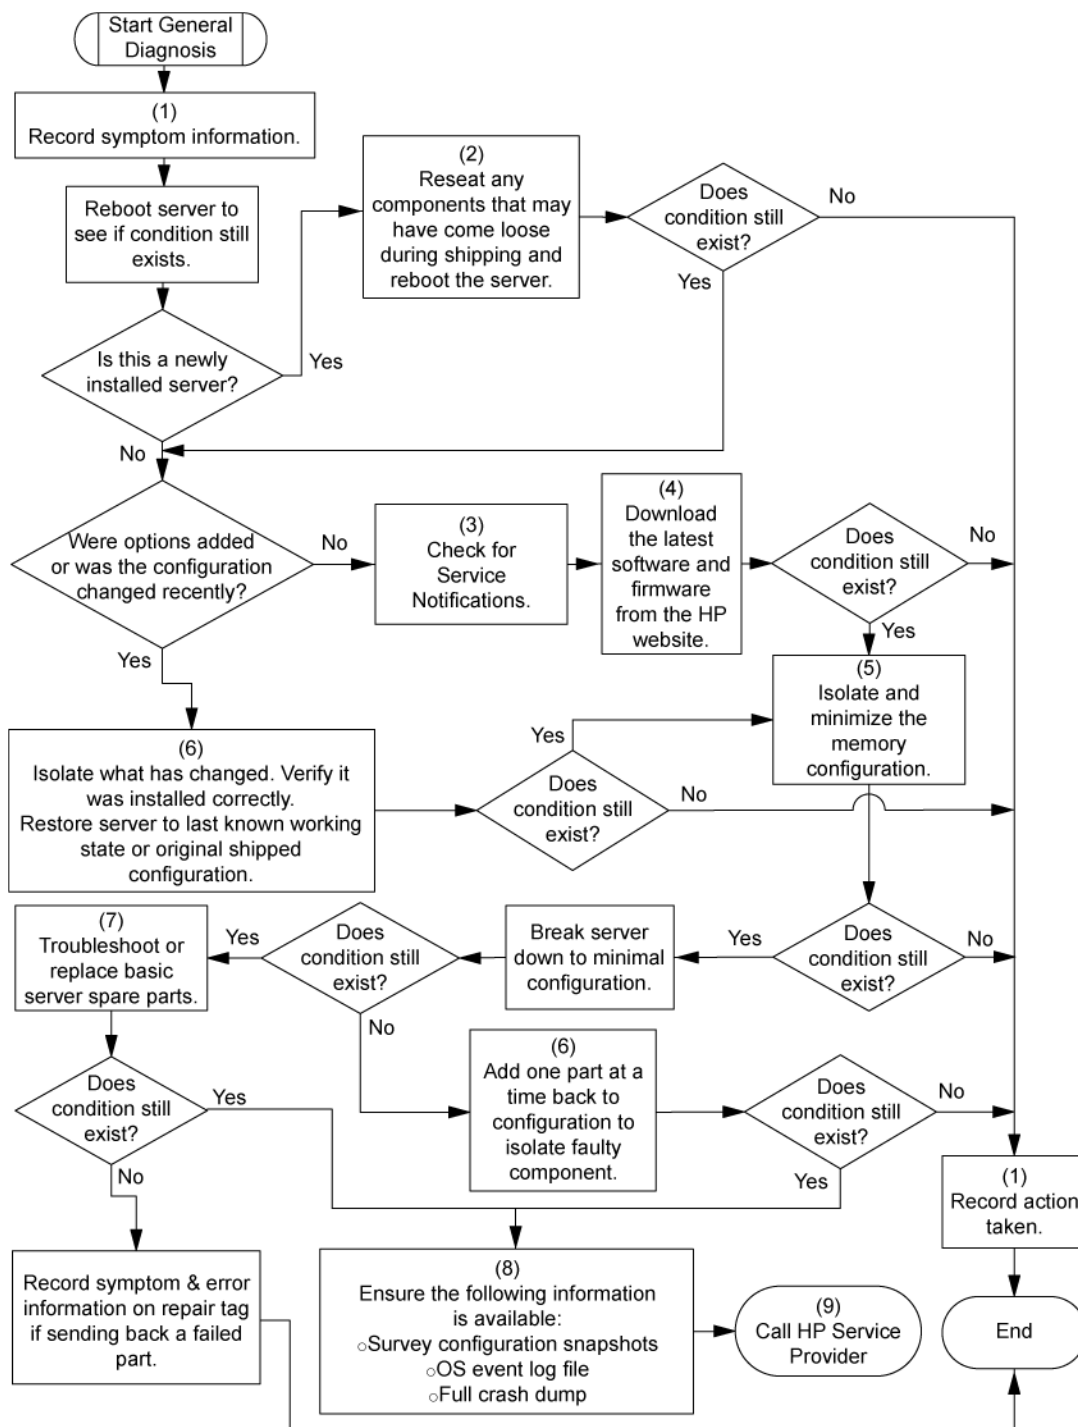 Start General
Diagnosis
(1)
Record symptom information.
Reboot server to
see if condition still
exists.
(2)
Reseat any
components that may
have come loose
during shipping and
reboot the server.
Does
condition still
exist?
No
Yes
Is this a newly
installed server?
Yes
No
Were options added
or was the configuration
changed recently?
No
Yes
(3)
Check for
Service
Notifications.
(4)
Download
the latest
software and
firmware
from the HP
website.
Does
condition still
exist?
No
Yes
(5)
Isolate and
minimize the
memory
configuration.
(6)
Isolate what has changed. Verify it
was installed correctly.
Restore server to last known working
state or original shipped
configuration.
Yes
Does
condition still
exist?
No
(7)
Troubleshoot or
replace basic
server spare parts.
Yes
Does
condition still
exist?
No
Break server
down to minimal
configuration.
Yes
Does
condition still
exist?
No
Does
condition still
exist?
Yes
No
(6)
Add one part at a
time back to
configuration to
isolate faulty
component.
Does
condition still
exist?
No
Yes
(1)
Record action
taken.
Record symptom & error
information on repair tag
if sending back a failed
part.
(8)
Ensure the following information
is available:
○Survey configuration snapshots
○OS event log file
○Full crash dump
(9)
Call HP Service
Provider
End